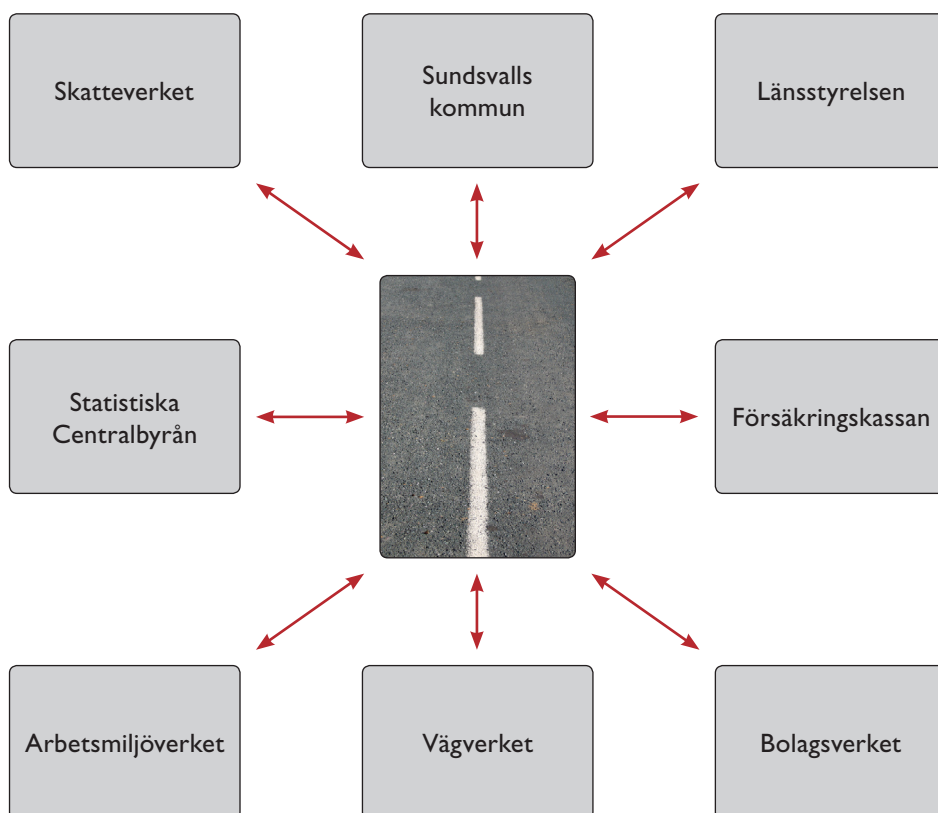 Skatteverket
Sundsvalls
kommun
Länsstyrelsen
Statistiska
Centralbyrån
Försäkringskassan
Arbetsmiljöverket
Vägverket
Bolagsverket